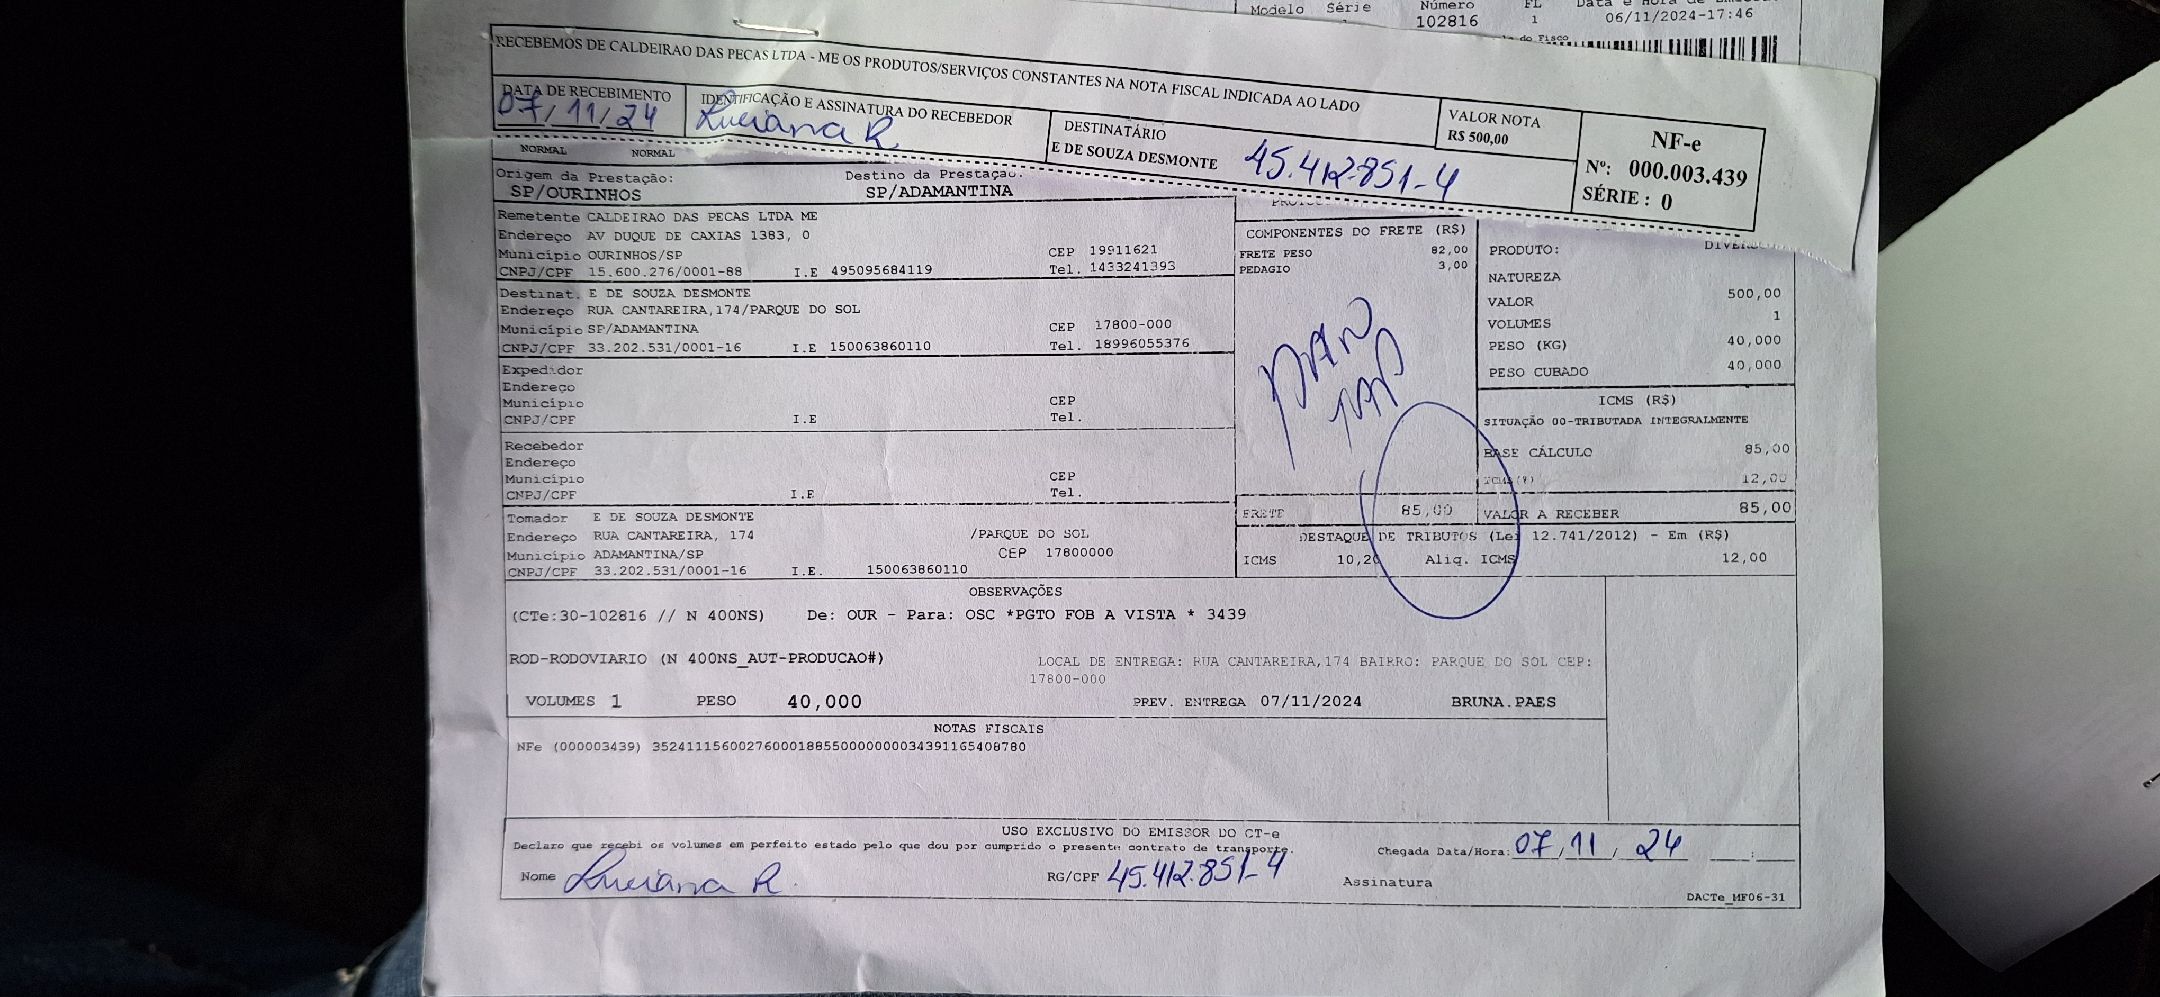 Modelo Série Número FL
102816 1 06/11/2024-17:46
do Fisco
RECEBEMOS DE CALDEIRAO DAS PECAS LTDA - ME OS PRODUTOS/SERVIÇOS CONSTANTES NA NOTA FISCAL INDICADA AO LADO
DATA DE RECEBIMENTO
07/11/24
IDENTIFICAÇÃO E ASSINATURA DO RECEBEDOR
Luciana R
DESTINATÁRIO
E DE SOUZA DESMONTE 45.412.851-4
VALOR NOTA
R$ 500,00
NF-e
Nº: 000.003.439
SÉRIE : 0
NORMAL NORMAL
Origem da Prestação: Destino da Prestação:
SP/OURINHOS SP/ADAMANTINA
Remetente CALDEIRAO DAS PECAS LTDA ME
Endereço AV DUQUE DE CAXIAS 1383, 0
Município OURINHOS/SP CEP 19911621
CNPJ/CPF 15.600.276/0001-88 I.E 495095684119 Tel. 1433241393
Destinat. E DE SOUZA DESMONTE
Endereço RUA CANTAREIRA,174/PARQUE DO SOL
Município SP/ADAMANTINA CEP 17800-000
CNPJ/CPF 33.202.531/0001-16 I.E 150063860110 Tel. 18996055376
Expedidor
Endereço
Município CEP
CNPJ/CPF I.E Tel.
Recebedor
Endereço
Município CEP
CNPJ/CPF I.E Tel.
Tomador E DE SOUZA DESMONTE
Endereço RUA CANTAREIRA, 174 /PARQUE DO SOL
Município ADAMANTINA/SP CEP 17800000
CNPJ/CPF 33.202.531/0001-16 I.E. 150063860110
COMPONENTES DO FRETE (R$)
FRETE PESO 82,00
PEDAGIO 3,00
FRETE 85,00
PRODUTO:
NATUREZA
VALOR 500,00
VOLUMES 1
PESO (KG) 40,000
PESO CUBADO 40,000
ICMS (R$)
SITUAÇÃO 00-TRIBUTADA INTEGRALMENTE
BASE CÁLCULO 85,00
ICMS(%) 12,00
VALOR A RECEBER 85,00
DESTAQUE DE TRIBUTOS (Lei 12.741/2012) - Em (R$)
ICMS 10,20 Aliq. ICMS 12,00
OBSERVAÇÕES
(CTe:30-102816 // N 400NS) De: OUR - Para: OSC *PGTO FOB A VISTA * 3439
ROD-RODOVIARIO (N 400NS_AUT-PRODUCAO#)
LOCAL DE ENTREGA: RUA CANTAREIRA,174 BAIRRO: PARQUE DO SOL CEP:
17800-000
VOLUMES 1 PESO 40,000 PREV. ENTREGA 07/11/2024 BRUNA.PAES
NOTAS FISCAIS
NFe (000003439) 35241115600276000188550000000034391165408780
USO EXCLUSIVO DO EMISSOR DO CT-e
Declaro que recebi os volumes em perfeito estado pelo que dou por cumprido o presente contrato de transporte.
Chegada Data/Hora: 07/11/24 __:__
Nome Luciana R. RG/CPF 45.412.851-4 Assinatura
DACTe_MF06-31